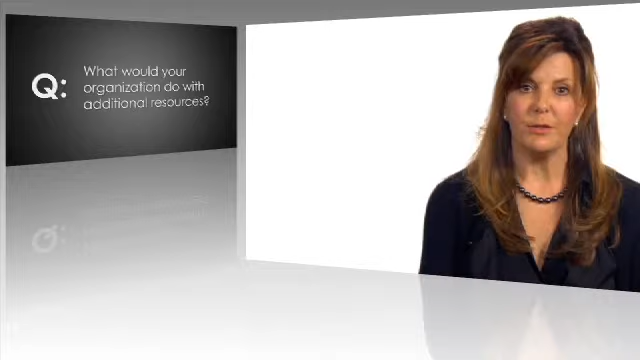 Q: What would your
organization do with
additional resources?